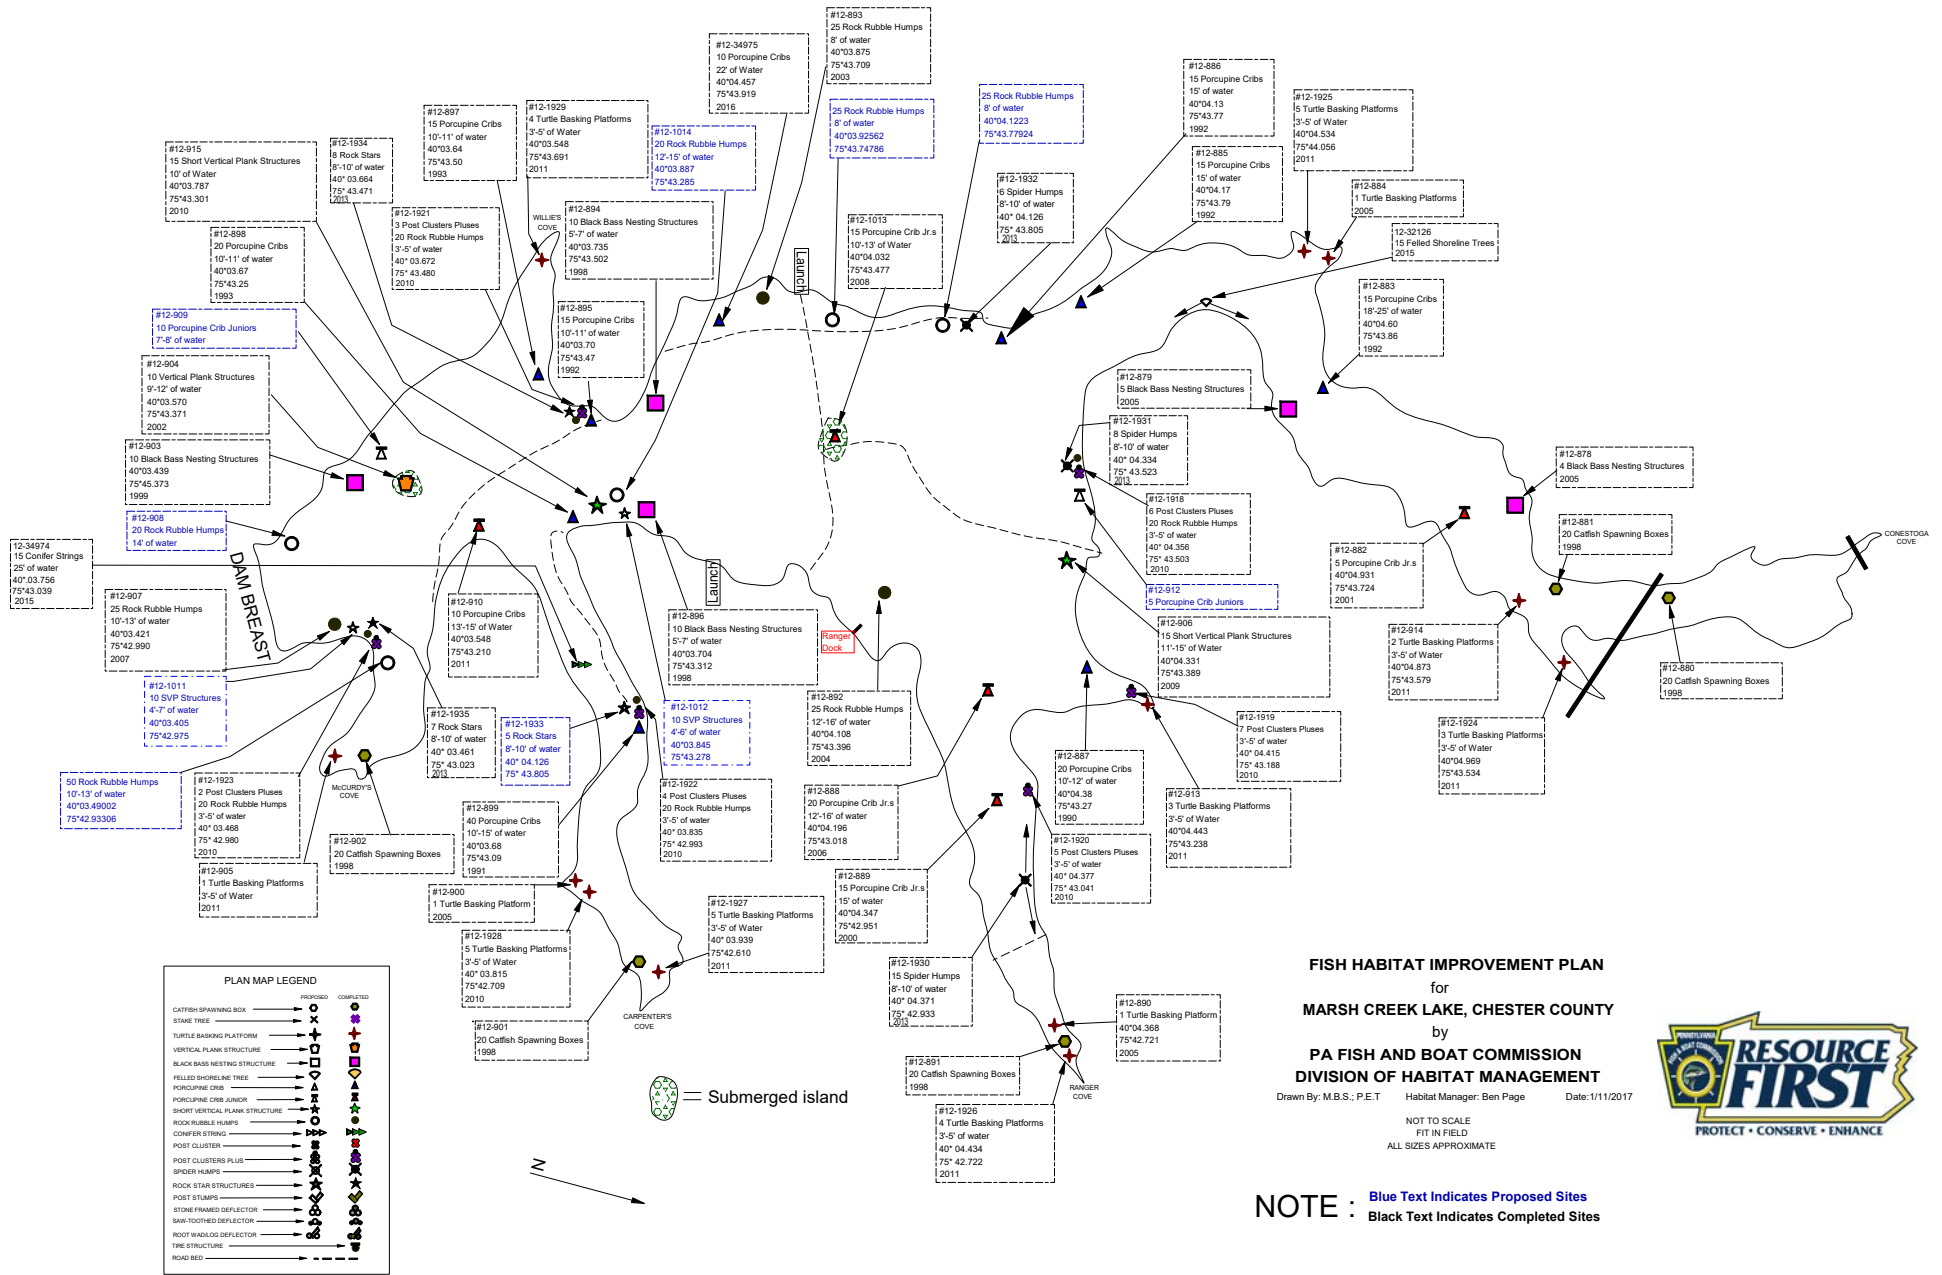 #12-893
25 Rock Rubble Humps
8' of water
40°03.875
75°43.709
2003
#12-34975
10 Porcupine Cribs
22' of Water
40°04.457
75°43.919
2016
#12-886
15 Porcupine Cribs
15' of water
40°04.13
75°43.77
1992
25 Rock Rubble Humps
8' of water
40°04.1223
75°43.77924
#12-1925
5 Turtle Basking Platforms
3'-5' of Water
40°04.534
75°44.056
2011
25 Rock Rubble Humps
8' of water
40°03.92562
75°43.74786
#12-1929
4 Turtle Basking Platforms
3'-5' of Water
40°03.548
75°43.691
2011
#12-897
15 Porcupine Cribs
10'-11' of water
40°03.64
75°43.50
1993
#12-1014
20 Rock Rubble Humps
12'-15' of water
40°03.887
75°43.285
#12-1934
8 Rock Stars
8'-10' of water
40° 03.664
75° 43.471
2013
#12-915
15 Short Vertical Plank Structures
10' of Water
40°03.787
75°43.301
2010
#12-885
15 Porcupine Cribs
15' of water
40°04.17
75°43.79
1992
#12-1932
6 Spider Humps
8'-10' of water
40° 04.126
75° 43.805
2013
#12-884
1 Turtle Basking Platforms
2005
12-32126
15 Felled Shoreline Trees
2015
#12-1921
3 Post Clusters Pluses
20 Rock Rubble Humps
3'-5' of water
40° 03.672
75° 43.480
2010
WILLIE'S
COVE
#12-894
10 Black Bass Nesting Structures
5'-7' of water
40°03.735
75°43.502
1998
#12-1013
15 Porcupine Crib Jr.s
10'-13' of Water
40°04.032
75°43.477
2008
Launch
#12-898
20 Porcupine Cribs
10'-11' of water
40°03.67
75°43.25
1993
#12-883
15 Porcupine Cribs
18'-25' of water
40°04.60
75°43.86
1992
#12-909
10 Porcupine Crib Juniors
7'-8' of water
#12-895
15 Porcupine Cribs
10'-11' of water
40°03.70
75°43.47
1992
#12-904
10 Vertical Plank Structures
9'-12' of water
40°03.570
75°43.371
2002
#12-879
5 Black Bass Nesting Structures
2005
#12-1931
8 Spider Humps
8'-10' of water
40° 04.334
75° 43.523
2013
#12-903
10 Black Bass Nesting Structures
40°03.439
75°45.373
1999
#12-878
4 Black Bass Nesting Structures
2005
#12-1918
6 Post Clusters Pluses
20 Rock Rubble Humps
3'-5' of water
40° 04.356
75° 43.503
2010
#12-908
20 Rock Rubble Humps
14' of water
#12-881
20 Catfish Spawning Boxes
1998
CONESTOGA
COVE
12-34974
15 Conifer Strings
25' of water
40°·03.756
75°43.039
2015
DAM BREAST
#12-882
5 Porcupine Crib Jr.s
40°04.931
75°43.724
2001
Launch
#12-912
5 Porcupine Crib Juniors
#12-907
25 Rock Rubble Humps
10'-13' of water
40°03.421
75°42.990
2007
#12-910
10 Porcupine Cribs
13'-15' of Water
40°03.548
75°43.210
2011
#12-896
10 Black Bass Nesting Structures
5'-7' of water
40°03.704
75°43.312
1998
Ranger
Dock
#12-906
15 Short Vertical Plank Structures
11'-15' of Water
40°04.331
75°43.389
2009
#12-914
2 Turtle Basking Platforms
3'-5' of Water
40°04.873
75°43.579
2011
#12-880
20 Catfish Spawning Boxes
1998
#12-1011
10 SVP Structures
4'-7' of water
40°03.405
75°42.975
#12-1935
7 Rock Stars
8'-10' of water
40° 03.461
75° 43.023
2013
#12-1933
5 Rock Stars
8'-10' of water
40° 04.126
75° 43.805
#12-1012
10 SVP Structures
4'-6' of water
40°03.845
75°43.278
#12-892
25 Rock Rubble Humps
12'-16' of water
40°04.108
75°43.396
2004
#12-1919
7 Post Clusters Pluses
3'-5' of water
40° 04.415
75° 43.188
2010
#12-1924
3 Turtle Basking Platforms
3'-5' of Water
40°04.969
75°43.534
2011
50 Rock Rubble Humps
10'-13' of water
40°03.49002
75°42.93306
#12-1923
2 Post Clusters Pluses
20 Rock Rubble Humps
3'-5' of water
40° 03.468
75° 42.980
2010
McCURDY'S
COVE
#12-887
20 Porcupine Cribs
10'-12' of water
40°04.38
75°43.27
1990
#12-1922
4 Post Clusters Pluses
20 Rock Rubble Humps
3'-5' of water
40° 03.835
75° 42.993
2010
#12-888
20 Porcupine Crib Jr.s
12'-16' of water
40°04.196
75°43.018
2006
#12-913
3 Turtle Basking Platforms
3'-5' of Water
40°04.443
75°43.238
2011
#12-899
40 Porcupine Cribs
10'-15' of water
40°03.68
75°43.09
1991
#12-902
20 Catfish Spawning Boxes
1998
#12-1920
5 Post Clusters Pluses
3'-5' of water
40° 04.377
75° 43.041
2010
#12-905
1 Turtle Basking Platforms
3'-5' of Water
2011
#12-889
15 Porcupine Crib Jr.s
15' of water
40°04.347
75°42.951
2000
#12-900
1 Turtle Basking Platform
2005
#12-1927
5 Turtle Basking Platforms
3'-5' of Water
40° 03.939
75°42.610
2011
#12-1928
5 Turtle Basking Platforms
3'-5' of Water
40° 03.815
75°42.709
2010
#12-1930
15 Spider Humps
8'-10' of water
40° 04.371
75° 42.933
2013
#12-890
1 Turtle Basking Platform
40°04.368
75°42.721
2005
CARPENTER'S
COVE
#12-901
20 Catfish Spawning Boxes
1998
#12-891
20 Catfish Spawning Boxes
1998
RANGER
COVE
#12-1926
4 Turtle Basking Platforms
3'-5' of water
40° 04.434
75° 42.722
2011
PLAN MAP LEGEND
PROPOSED COMPLETED
CATFISH SPAWNING BOX
STAKE TREE
TURTLE BASKING PLATFORM
VERTICAL PLANK STRUCTURE
BLACK BASS NESTING STRUCTURE
FELLED SHORELINE TREE
PORCUPINE CRIB
PORCUPINE CRIB JUNIOR
SHORT VERTICAL PLANK STRUCTURE
ROCK RUBBLE HUMPS
CONIFER STRING
POST CLUSTER
POST CLUSTERS PLUS
SPIDER HUMPS
ROCK STAR STRUCTURES
POST STUMPS
STONE FRAMED DEFLECTOR
SAW-TOOTHED DEFLECTOR
ROOT WAD/LOG DEFLECTOR
TIRE STRUCTURE
ROAD BED
Submerged island
N
FISH HABITAT IMPROVEMENT PLAN
for
MARSH CREEK LAKE, CHESTER COUNTY
by
PA FISH AND BOAT COMMISSION
DIVISION OF HABITAT MANAGEMENT
Drawn By: M.B.S.; P.E.T Habitat Manager: Ben Page Date:1/11/2017
NOT TO SCALE
FIT IN FIELD
ALL SIZES APPROXIMATE
PENNSYLVANIA
FISH & BOAT COMMISSION
RESOURCE
FIRST
PROTECT • CONSERVE • ENHANCE
NOTE : Blue Text Indicates Proposed Sites
Black Text Indicates Completed Sites